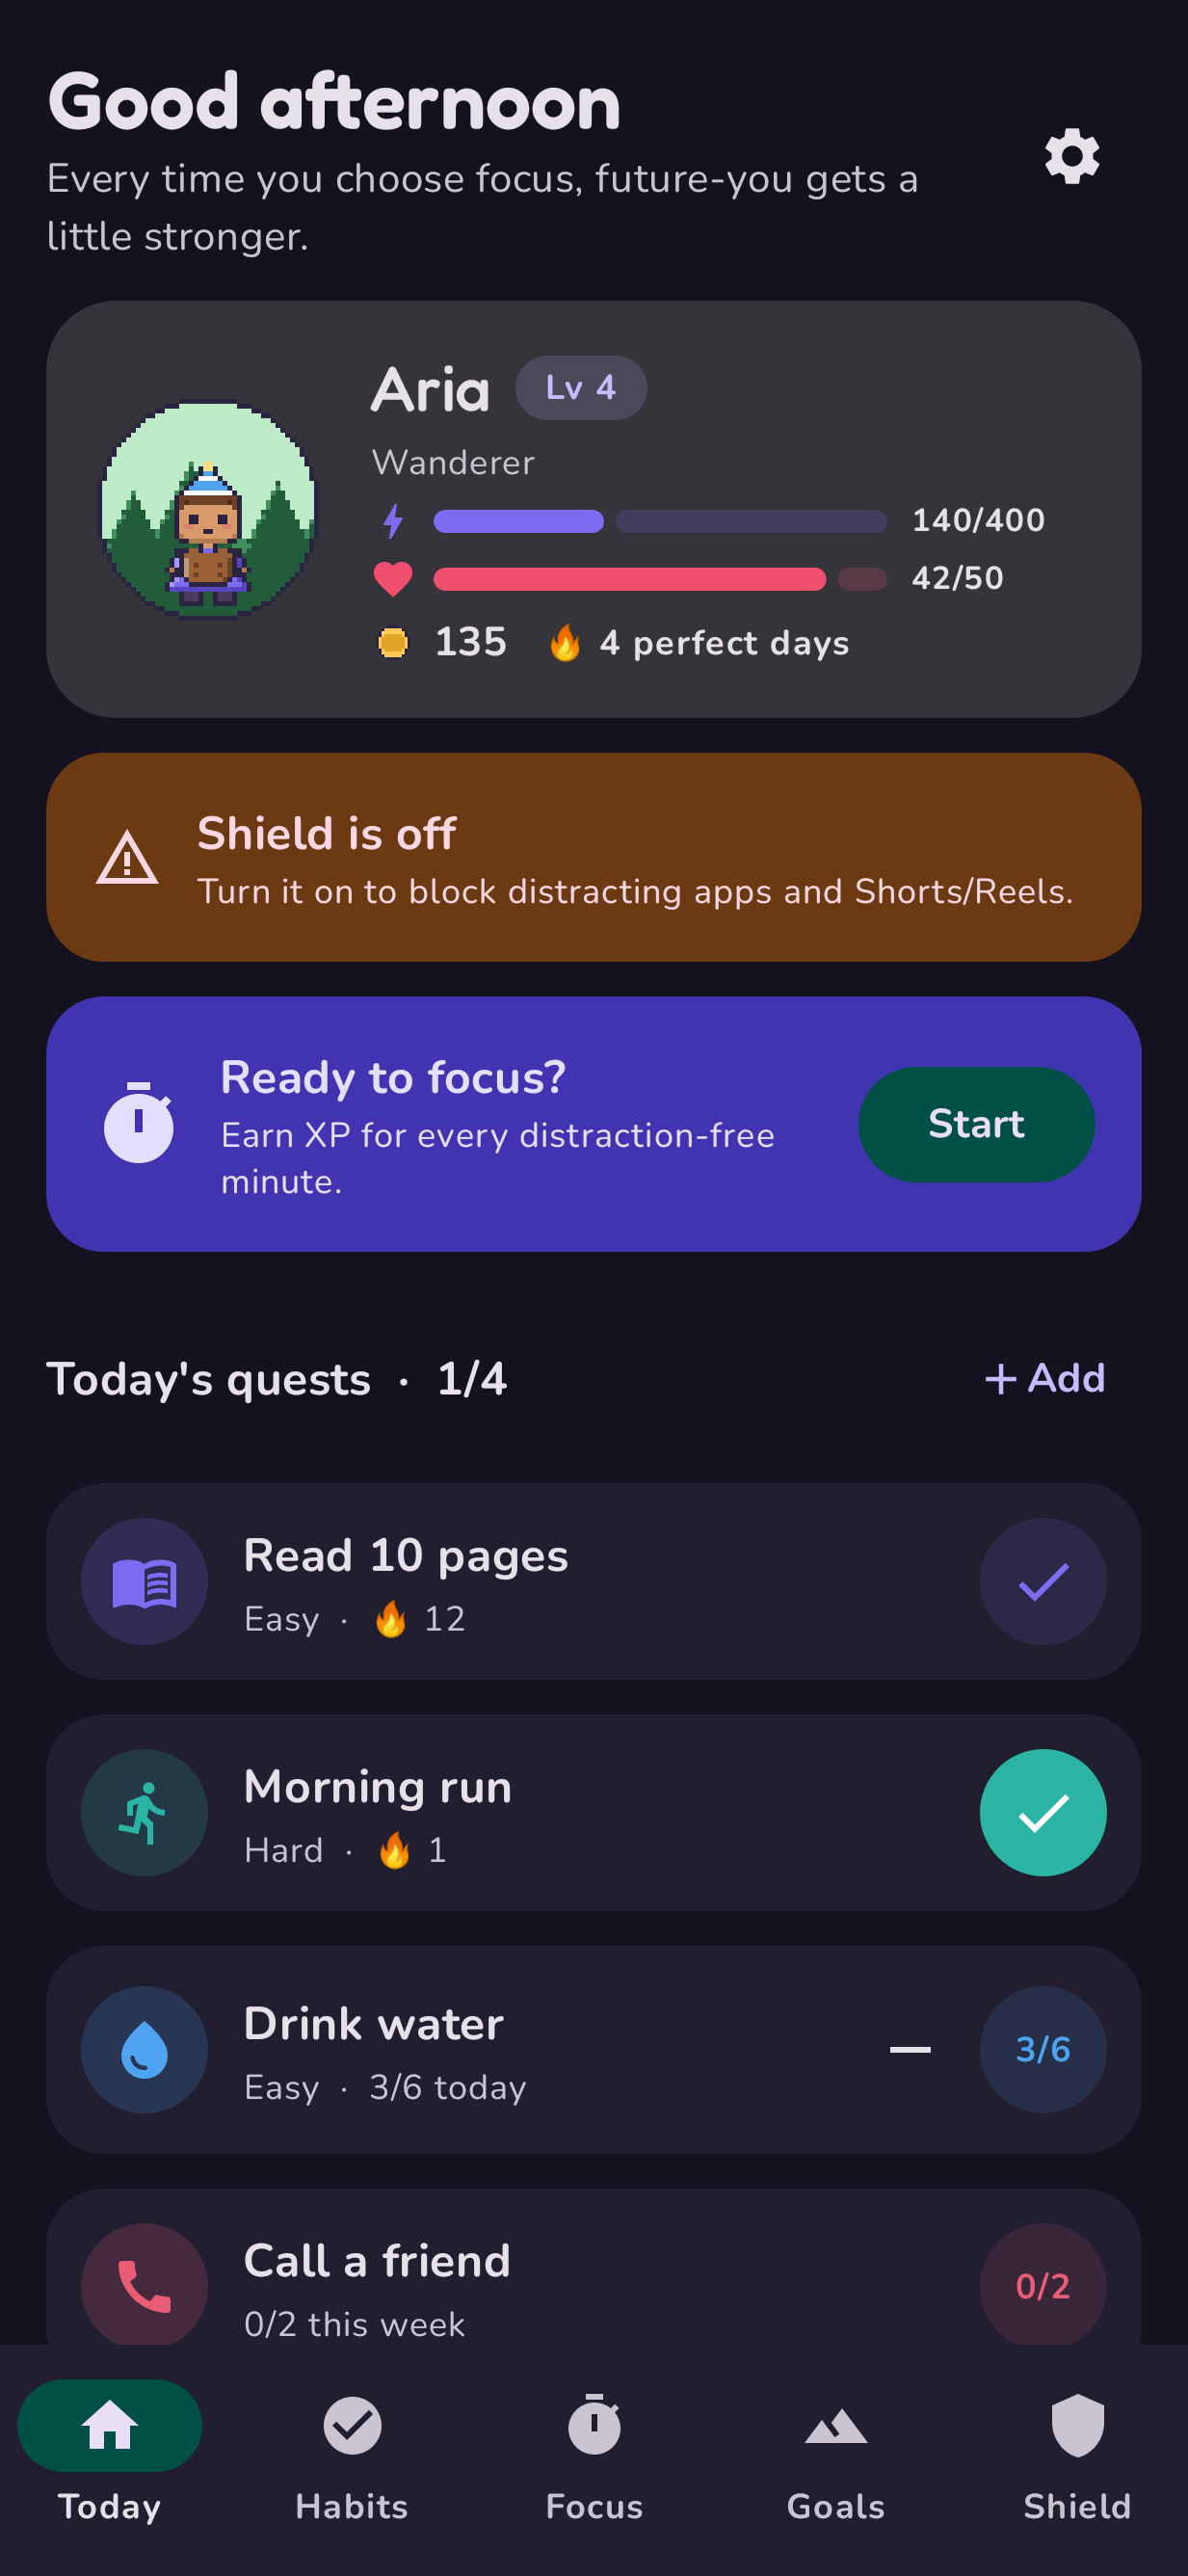 Good afternoon
Every time you choose focus, future-you gets a
little stronger.
Aria
Lv 4
Wanderer
140/400
42/50
135 🔥 4 perfect days
Shield is off
Turn it on to block distracting apps and Shorts/Reels.
Ready to focus?
Earn XP for every distraction-free
minute.
Start
Today's quests · 1/4
+ Add
Read 10 pages
Easy · 🔥 12
Morning run
Hard · 🔥 1
Drink water
Easy · 3/6 today
3/6
Call a friend
0/2 this week
0/2
Today
Habits
Focus
Goals
Shield